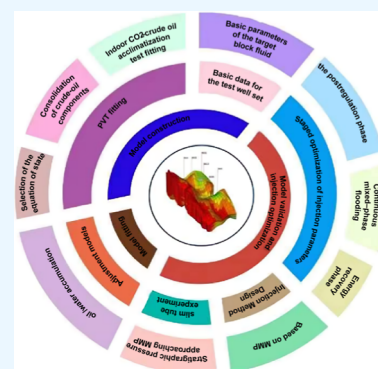 Basic parameters
of the target
block fluid
Indoor CO2-crude oil
acclimatization
test fitting
the postregulation phase
Consolidation
of crude-oil
components
Basic data for
the test well set
PVT fitting
Model construction
Staged optimization of injection parameters
mixed-phase
flooding
Selection of the
equation of state
Model validation and
injection optimization
Model fitting
adjustment models
Energy
recovery
phase
oil water accumulation
slim tube
experiment
Injection Method
Design
Based on MMP
Stratigraphic pressure
approaching MMP